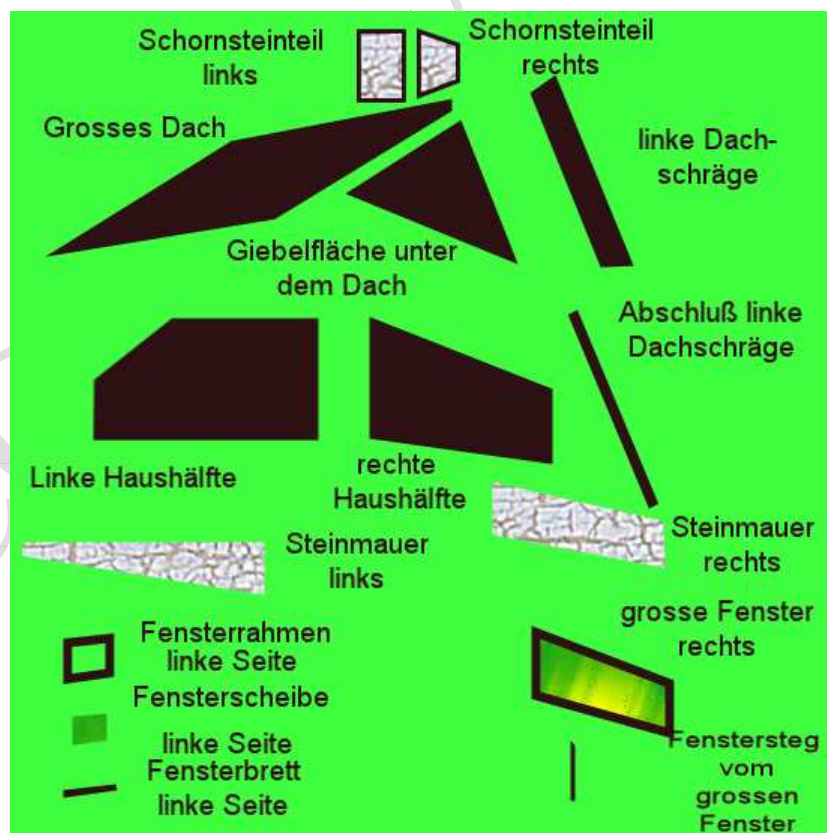 Schornsteinteil
links
Schornsteinteil
rechts
Grosses Dach
linke Dach-
schräge
Giebelfläche unter
dem Dach
Abschluß linke
Dachschräge
Linke Haushälfte
rechte
Haushälfte
Steinmauer
links
Steinmauer
rechts
grosse Fenster
rechts
Fensterrahmen
linke Seite
Fensterscheibe
linke Seite
Fensterbrett
linke Seite
Fenstersteg
vom
grossen
Fenster